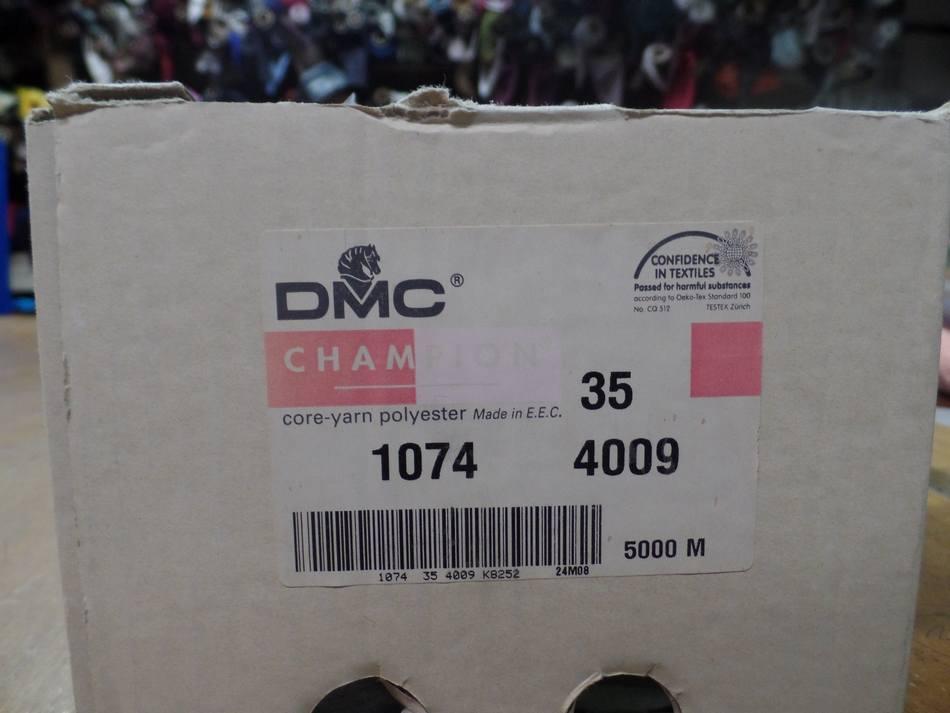 DMC®
CONFIDENCE
IN TEXTILES
Passed for harmful substances
according to Oeko-Tex Standard 100
No. CQ 512 TESTEX Zürich
CHAMPION
35
core-yarn polyester Made in E.E.C.
1074 4009
5000 M
1074 35 4009 K8252 24M08